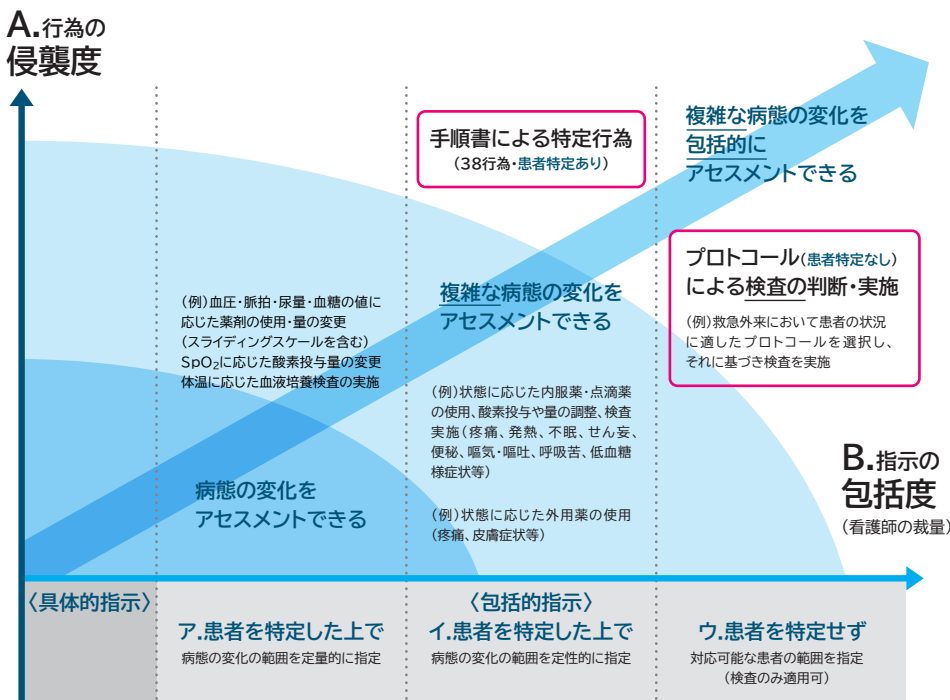 A.行為の
侵襲度
手順書による特定行為
（38行為・患者特定あり）
複雑な病態の変化を
包括的に
アセスメントできる
プロトコール（患者特定なし）
による検査の判断・実施
（例）救急外来において患者の状況
に適したプロトコールを選択し、
それに基づき検査を実施
（例）血圧・脈拍・尿量・血糖の値に
応じた薬剤の使用・量の変更
（スライディングスケールを含む）
SpO₂に応じた酸素投与量の変更
体温に応じた血液培養検査の実施
複雑な病態の変化を
アセスメントできる
（例）状態に応じた内服薬・点滴薬
の使用、酸素投与や量の調整、検査
実施（疼痛、発熱、不眠、せん妄、
便秘、嘔気・嘔吐、呼吸苦、低血糖
様症状等）
（例）状態に応じた外用薬の使用
（疼痛、皮膚症状等）
病態の変化を
アセスメントできる
B.指示の
包括度
（看護師の裁量）
〈具体的指示〉
〈包括的指示〉
ア.患者を特定した上で
病態の変化の範囲を定量的に指定
イ.患者を特定した上で
病態の変化の範囲を定性的に指定
ウ.患者を特定せず
対応可能な患者の範囲を指定
（検査のみ適用可）